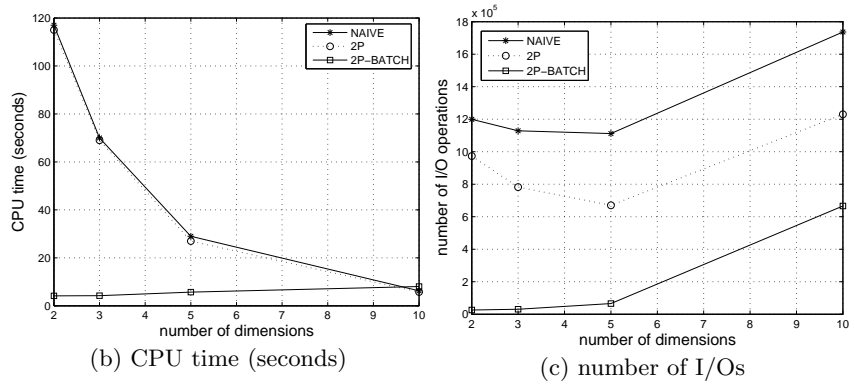 120
100
80
60
40
20
0
2 3 4 5 6 7 8 9 10
CPU time (seconds)
number of dimensions
NAIVE
2P
2P−BATCH
(b) CPU time (seconds)
x 10^5
18
16
14
12
10
8
6
4
2
0
2 3 4 5 6 7 8 9 10
number of I/O operations
number of dimensions
NAIVE
2P
2P−BATCH
(c) number of I/Os